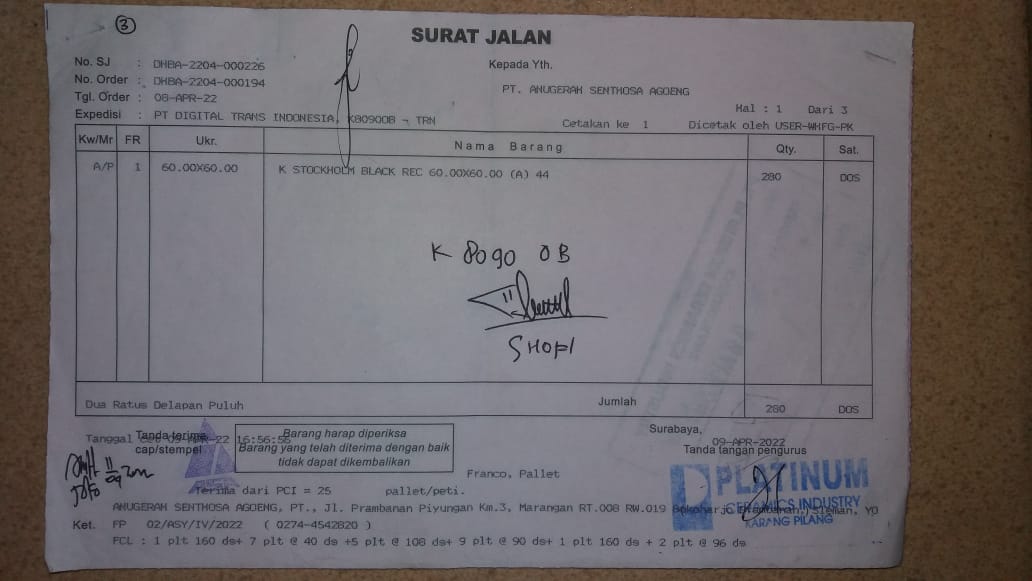 3
SURAT JALAN
No. SJ : DHBA-2204-000226
No. Order : DHBA-2204-000194
Tgl. Order : 08-APR-22
Expedisi : PT DIGITAL TRANS INDONESIA, K8090OB - TRN
Kepada Yth.
PT. ANUGERAH SENTHOSA AGOENG
Hal : 1 Dari 3
Cetakan ke 1 Dicetak oleh USER-WHFG-PK
Kw/Mr FR Ukr. Nama Barang Qty. Sat.
A/P 1 60.00X60.00 K STOCKHOLM BLACK REC 60.00X60.00 (A) 44 280 DOS
K 8090 OB
SHOFI
Dua Ratus Delapan Puluh Jumlah 280 DOS
Tanggal Cet 09-APR-22 16:56:56
Tanda terima
cap/stempel
Barang harap diperiksa
Barang yang telah diterima dengan baik
tidak dapat dikembalikan
Surabaya,
09-APR-2022
Tanda tangan pengurus
Franco, Pallet
Terima dari PCI = 25 pallet/peti.
PLATINUM
CERAMICS INDUSTRY
KARANG PILANG
ANUGERAH SENTHOSA AGOENG, PT., Jl. Prambanan Piyungan Km.3, Marangan RT.008 RW.019 Bokoharjo Prambanan, Sleman, YO
Ket. FP 02/ASY/IV/2022 ( 0274-4542820 )
FCL : 1 plt 160 ds+ 7 plt @ 40 ds +5 plt @ 108 ds+ 9 plt @ 90 ds+ 1 plt 160 ds + 2 plt @ 96 ds